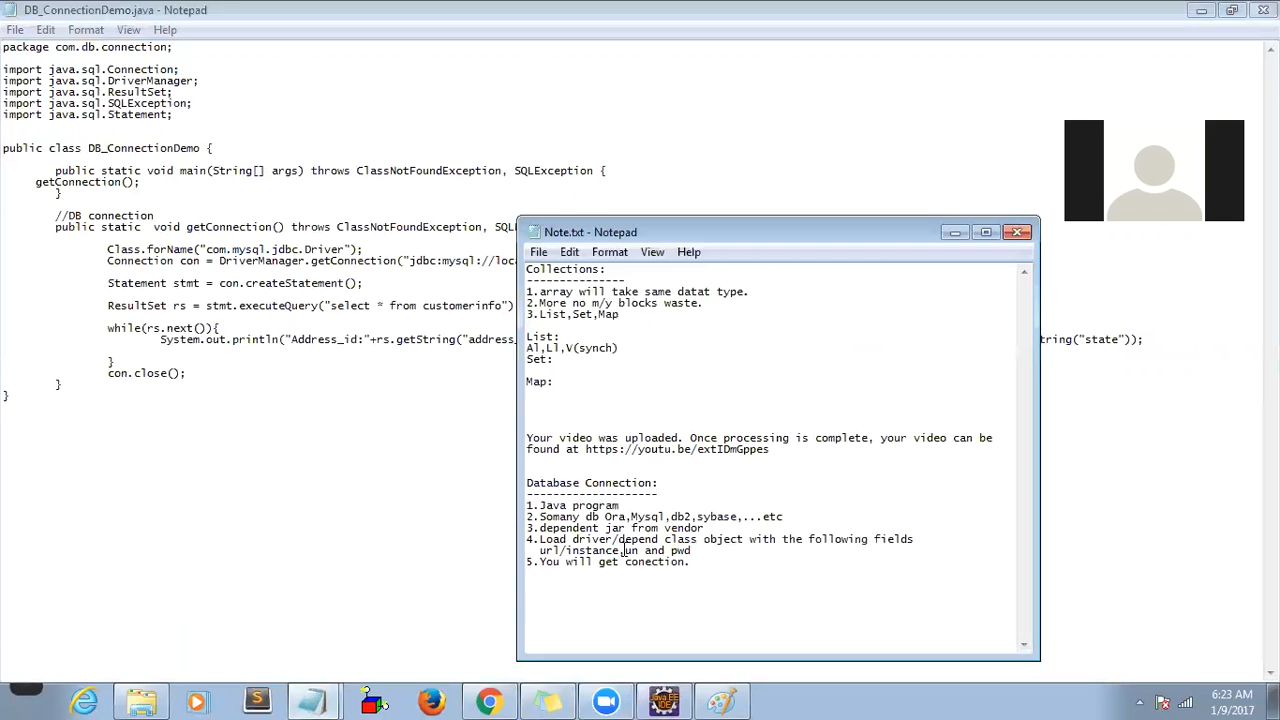 DB_ConnectionDemo.java - Notepad
File Edit Format View Help
package com.db.connection;
import java.sql.Connection;
import java.sql.DriverManager;
import java.sql.ResultSet;
import java.sql.SQLException;
import java.sql.Statement;
public class DB_ConnectionDemo {
public static void main(String[] args) throws ClassNotFoundException, SQLException {
getConnection();
}
//DB connection
public static  void getConnection() throws ClassNotFoundException, SQL
Class.forName("com.mysql.jdbc.Driver");
Connection con = DriverManager.getConnection("jdbc:mysql://loc
Statement stmt = con.createStatement();
ResultSet rs = stmt.executeQuery("select * from customerinfo")
while(rs.next()){
System.out.println("Address_id:"+rs.getString("address_ tring("state"));
}
con.close();
}
}
Note.txt - Notepad
File Edit Format View Help
Collections:
---------------
1.array will take same datat type.
2.More no m/y blocks waste.
3.List,Set,Map
List:
Al,Ll,V(synch)
Set:
Map:
Your video was uploaded. Once processing is complete, your video can be
found at https://youtu.be/extIDmGppes
Database Connection:
--------------------
1.Java program
2.Somany db Ora,Mysql,db2,sybase,...etc
3.dependent jar from vendor
4.Load driver/depend class object with the following fields
url/instance,un and pwd
5.You will get conection.
S
Java EE
IDE
6:23 AM
1/9/2017